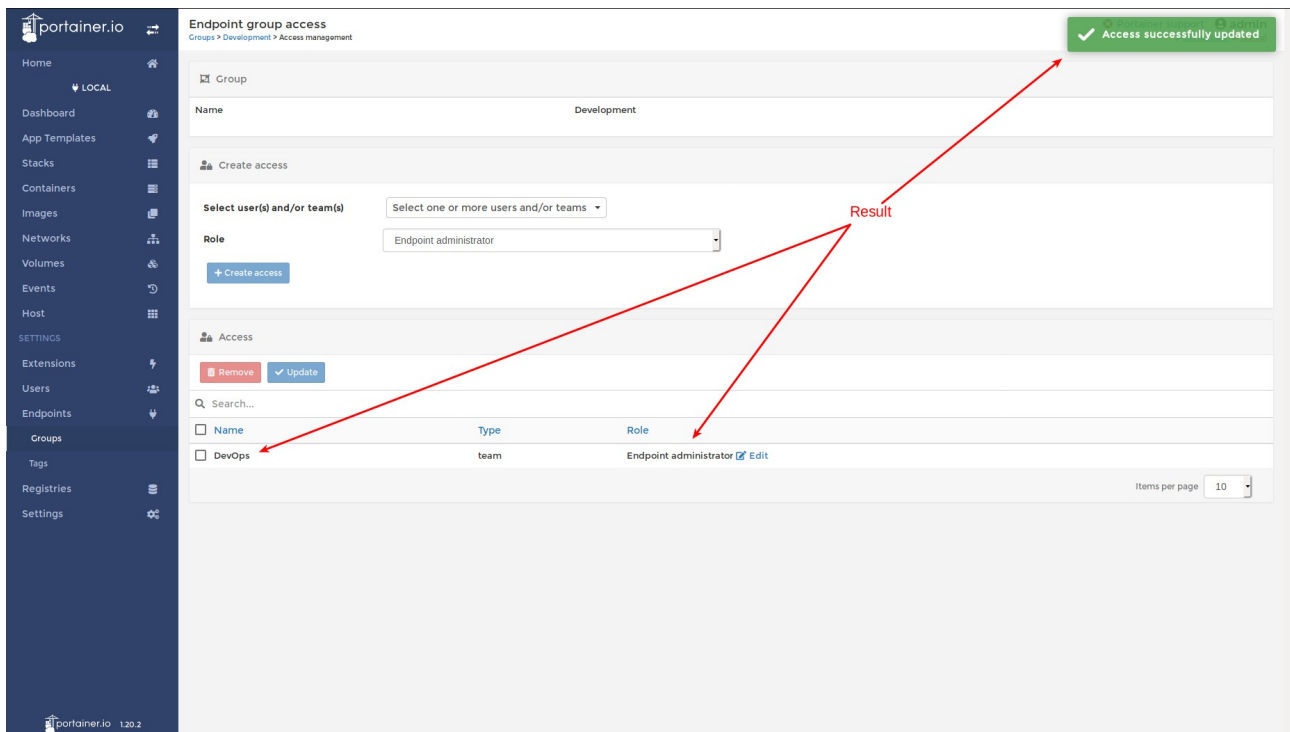 portainer.io
Home
LOCAL
Dashboard
App Templates
Stacks
Containers
Images
Networks
Volumes
Events
Host
SETTINGS
Extensions
Users
Endpoints
Groups
Tags
Registries
Settings
portainer.io 1.20.2
Endpoint group access
Groups > Development > Access management
Portainer support admin
Access successfully updated
Group
Name Development
Create access
Select user(s) and/or team(s) Select one or more users and/or teams
Result
Role Endpoint administrator
+ Create access
Access
Remove Update
Search...
Name Type Role
DevOps team Endpoint administrator Edit
Items per page 10